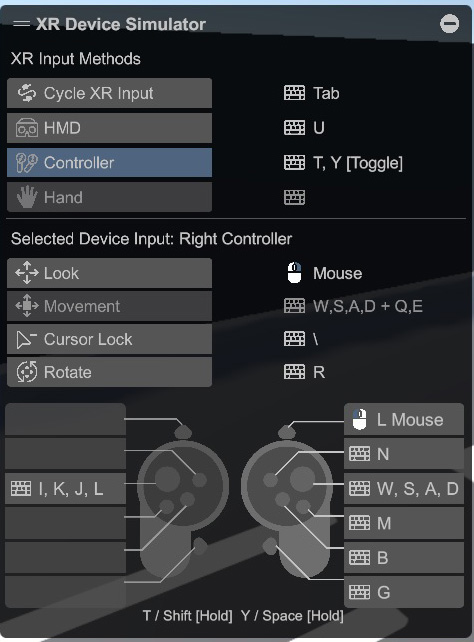 XR Device Simulator
XR Input Methods
Cycle XR Input Tab
HMD U
Controller T, Y [Toggle]
Hand
Selected Device Input: Right Controller
Look Mouse
Movement W,S,A,D + Q,E
Cursor Lock \
Rotate R
L Mouse
N
I, K, J, L W, S, A, D
M
B
G
T / Shift [Hold] Y / Space [Hold]